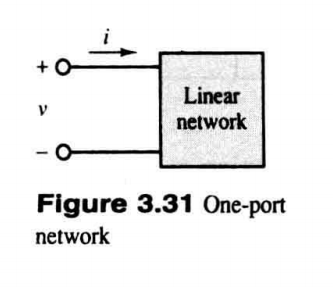 i
+
v
Linear
network
−
Figure 3.31 One-port
network